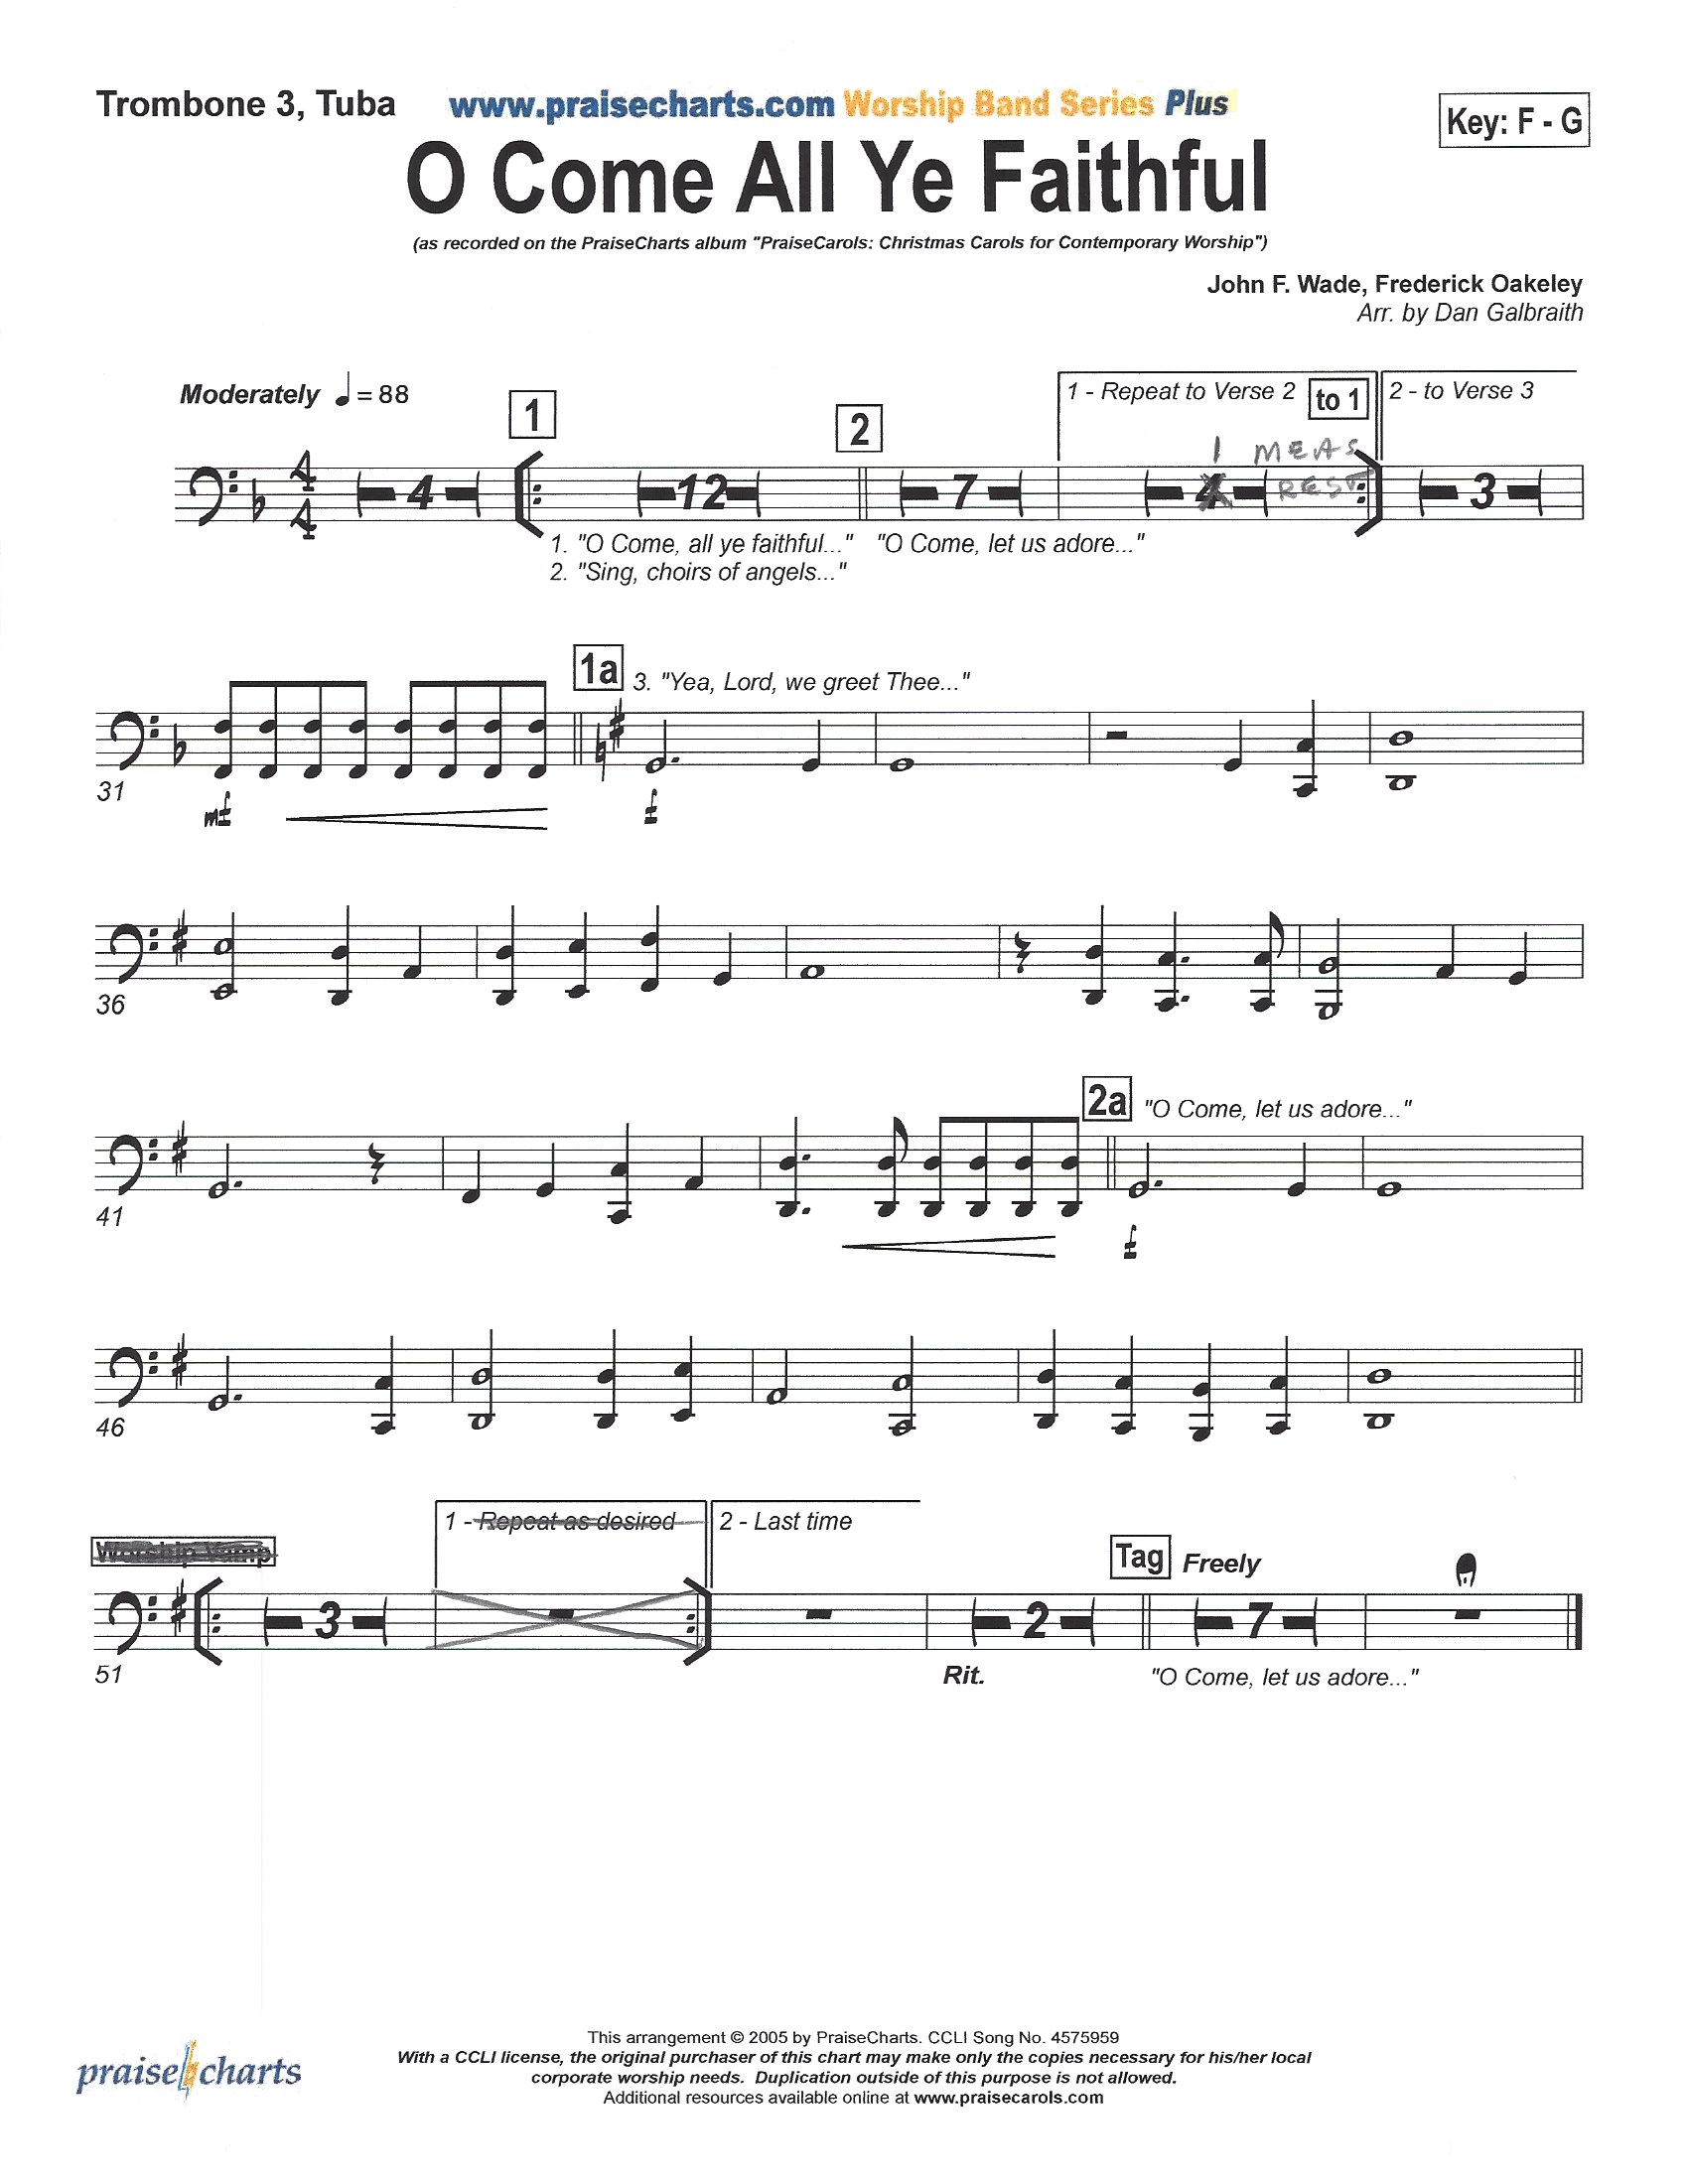 Trombone 3, Tuba www.praisecharts.com Worship Band Series Plus Key: F - G
O Come All Ye Faithful
(as recorded on the PraiseCharts album "PraiseCarols: Christmas Carols for Contemporary Worship")
John F. Wade, Frederick Oakeley
Arr. by Dan Galbraith
Moderately = 88 1 2 1 - Repeat to Verse 2 to 1 2 - to Verse 3
1 MEAS
4 4 4 12 7 4 REST 3
1. "O Come, all ye faithful..." "O Come, let us adore..."
2. "Sing, choirs of angels..."
1a 3. "Yea, Lord, we greet Thee..."
31 mf f
36
2a "O Come, let us adore..."
41 f
46
1 - Repeat as desired 2 - Last time
Worship Vamp Tag Freely
3 2 7
51 Rit. "O Come, let us adore..."
praisecharts
This arrangement © 2005 by PraiseCharts. CCLI Song No. 4575959
With a CCLI license, the original purchaser of this chart may make only the copies necessary for his/her local
corporate worship needs. Duplication outside of this purpose is not allowed.
Additional resources available online at www.praisecarols.com